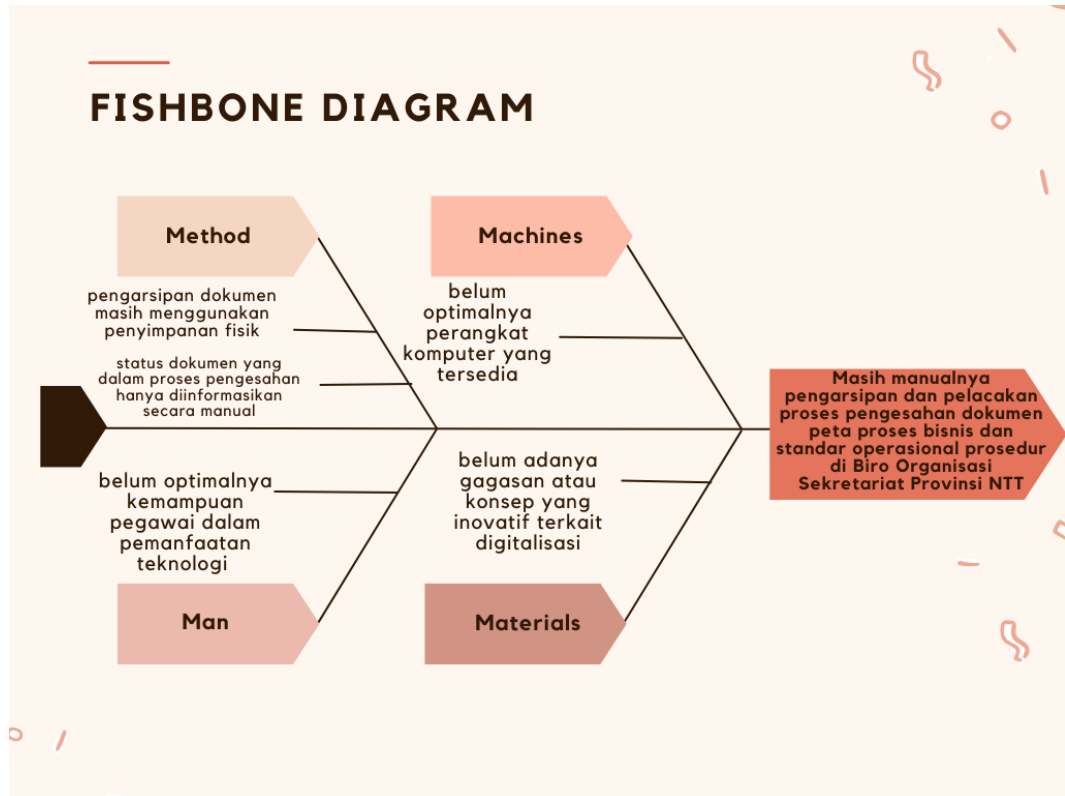 FISHBONE DIAGRAM
Method
pengarsipan dokumen
masih menggunakan
penyimpanan fisik
status dokumen yang
dalam proses pengesahan
hanya diinformasikan
secara manual
Machines
belum
optimalnya
perangkat
komputer yang
tersedia
Masih manualnya
pengarsipan dan pelacakan
proses pengesahan dokumen
peta proses bisnis dan
standar operasional prosedur
di Biro Organisasi
Sekretariat Provinsi NTT
belum optimalnya
kemampuan
pegawai dalam
pemanfaatan
teknologi
Man
belum adanya
gagasan atau
konsep yang
inovatif terkait
digitalisasi
Materials